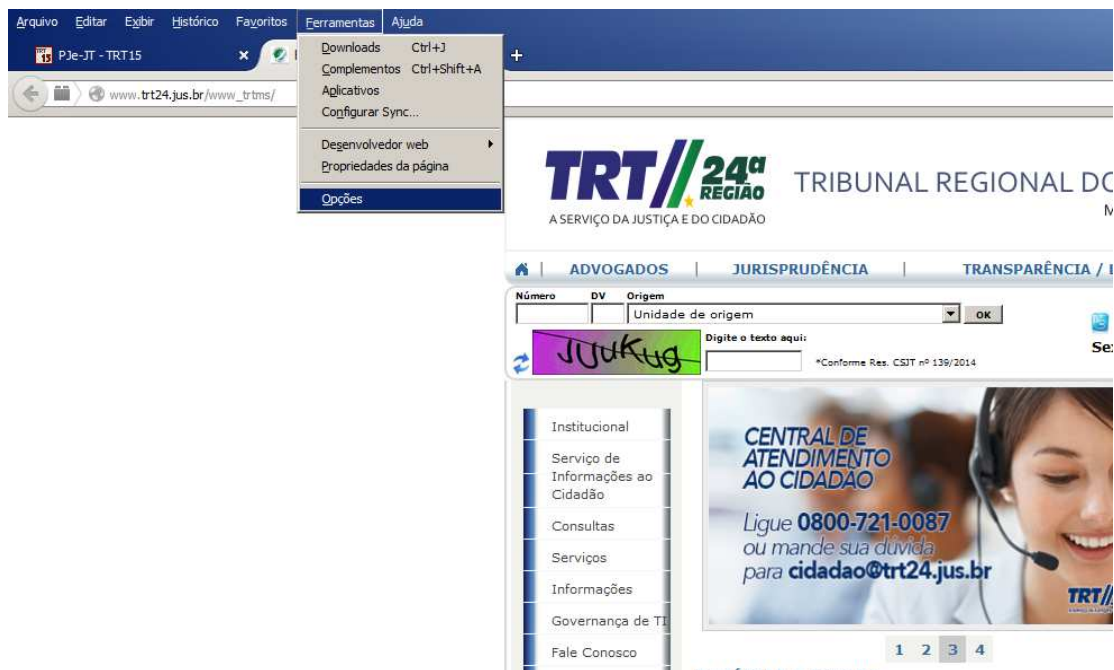 Arquivo Editar Exibir Histórico Favoritos Ferramentas Ajuda
PJe-JT - TRT15
Downloads Ctrl+J
Complementos Ctrl+Shift+A
Aplicativos
Configurar Sync...
Desenvolvedor web
Propriedades da página
Opções
www.trt24.jus.br/www_trtms/
TRT 24ª
REGIÃO
A SERVIÇO DA JUSTIÇA E DO CIDADÃO
TRIBUNAL REGIONAL DO
ADVOGADOS | JURISPRUDÊNCIA | TRANSPARÊNCIA /
Número DV Origem
Unidade de origem OK
JUUKug
Digite o texto aqui:
*Conforme Res. CSJT nº 139/2014
Institucional
Serviço de
Informações ao
Cidadão
Consultas
Serviços
Informações
Governança de TI
Fale Conosco
CENTRAL DE
ATENDIMENTO
AO CIDADÃO
Ligue 0800-721-0087
ou mande sua dúvida
para cidadao@trt24.jus.br
TRT
1 2 3 4